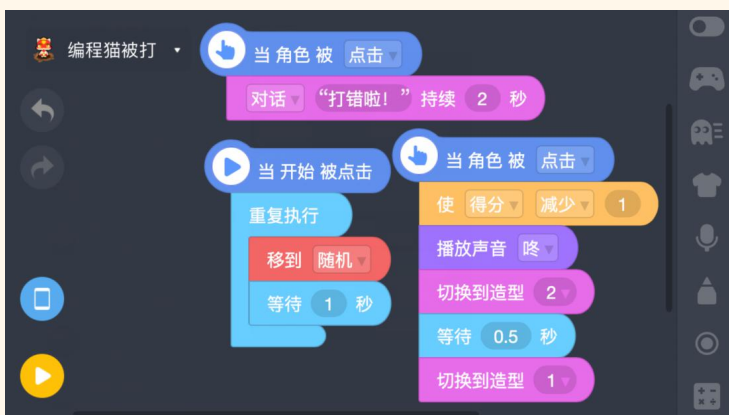 编程猫被打
当 角色 被 点击
对话 “打错啦！” 持续 2 秒
当 开始 被点击
重复执行
移到 随机
等待 1 秒
当 角色 被 点击
使 得分 减少 1
播放声音 咚
切换到造型 2
等待 0.5 秒
切换到造型 1